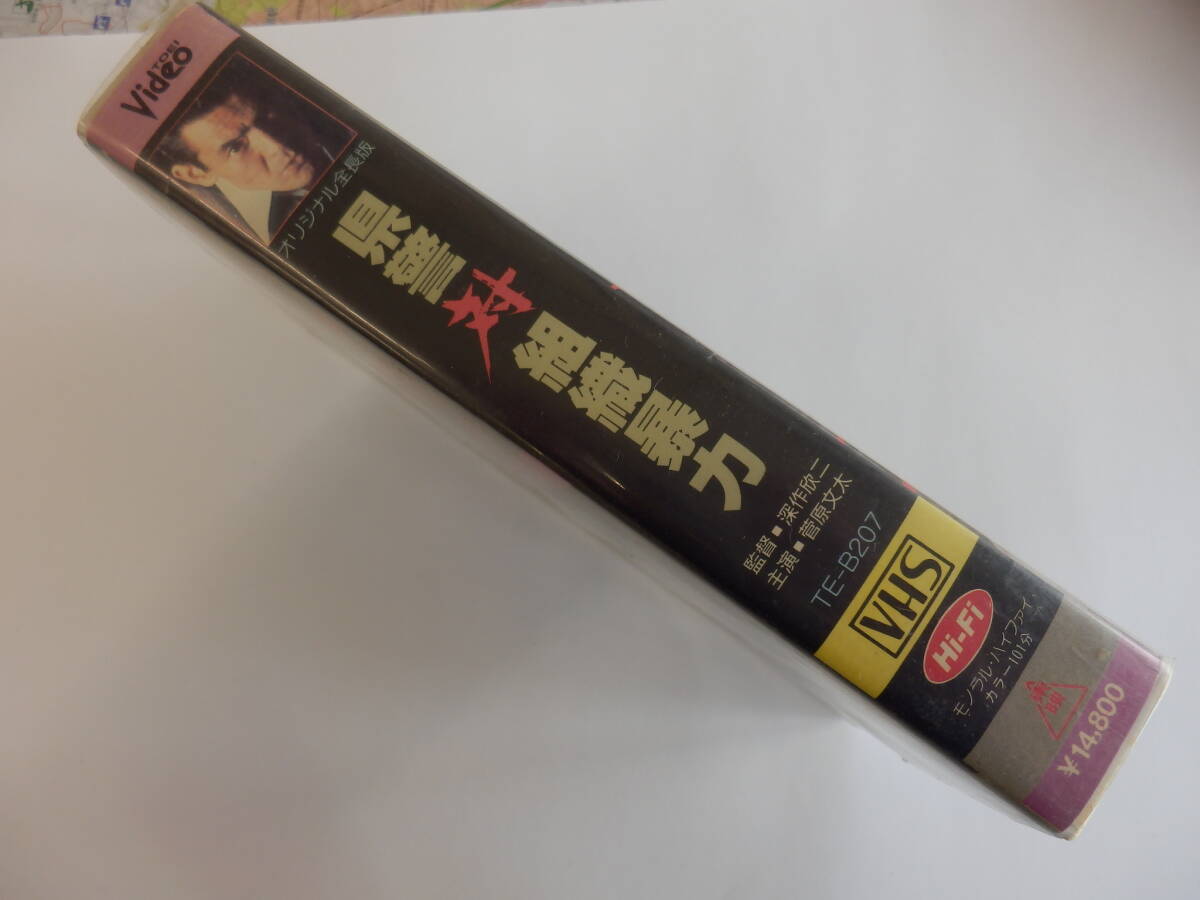 TOEI
Video
オリジナル全長版
県警対組織暴力
監督■深作欣二
主演■菅原文太
TE-B207
VHS
Hi-Fi
モノラル・ハイファイ
カラー101分
東映
¥14,800